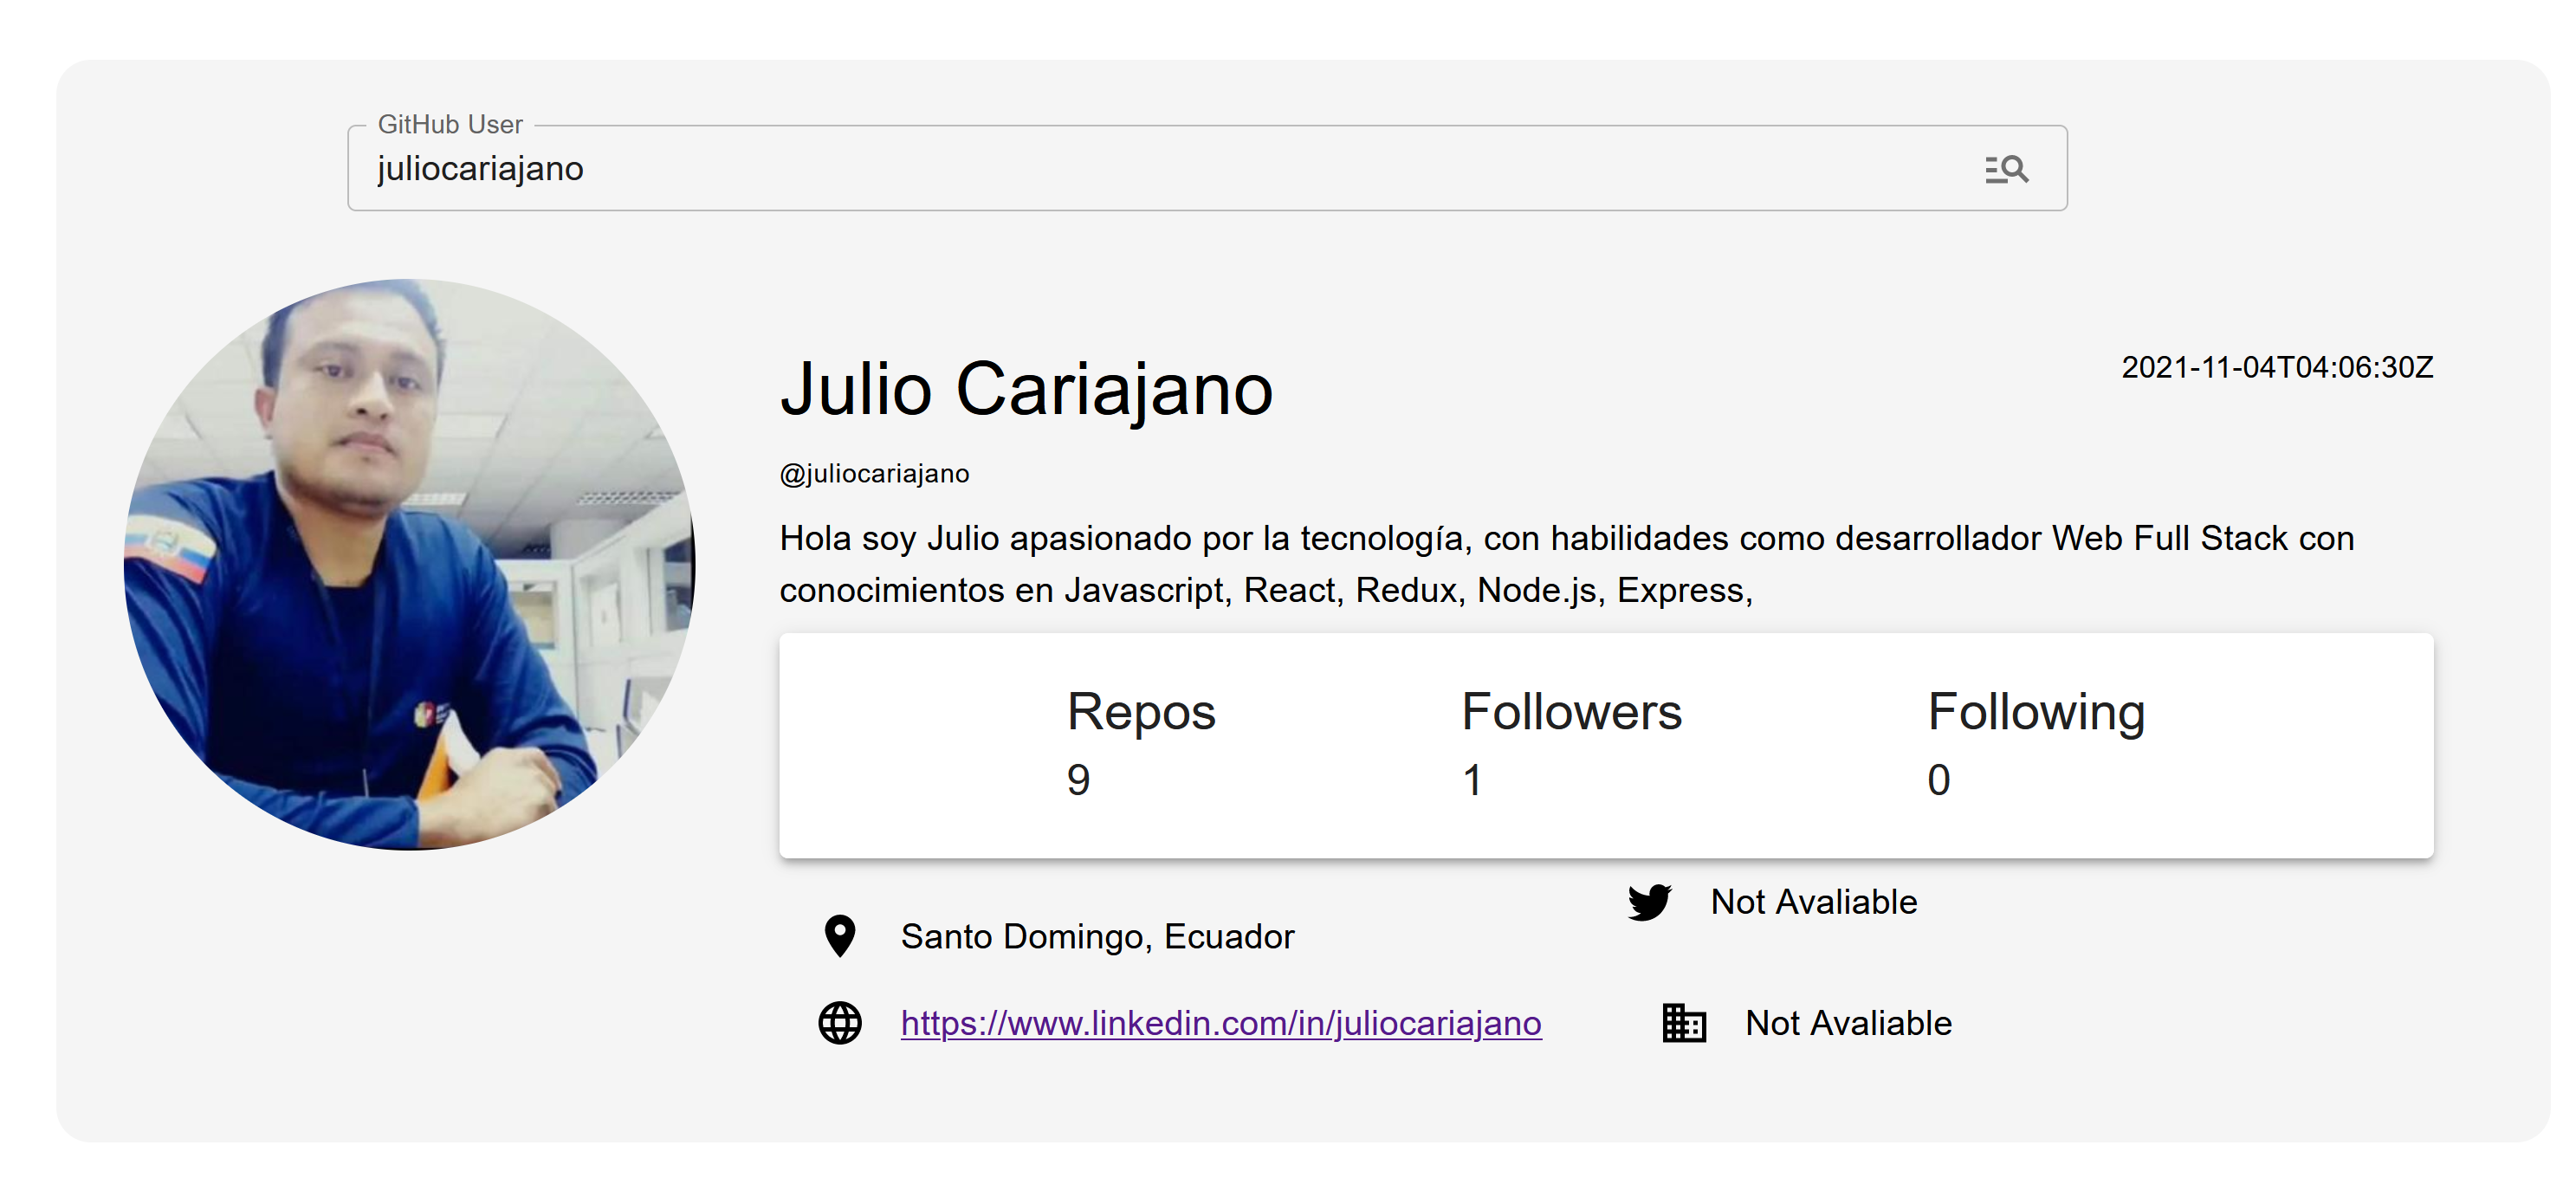 GitHub User
juliocariajano
Julio Cariajano
2021-11-04T04:06:30Z
@juliocariajano
Hola soy Julio apasionado por la tecnología, con habilidades como desarrollador Web Full Stack con
conocimientos en Javascript, React, Redux, Node.js, Express,
Repos
Followers
Following
9
1
0
Santo Domingo, Ecuador
Not Avaliable
https://www.linkedin.com/in/juliocariajano
Not Avaliable